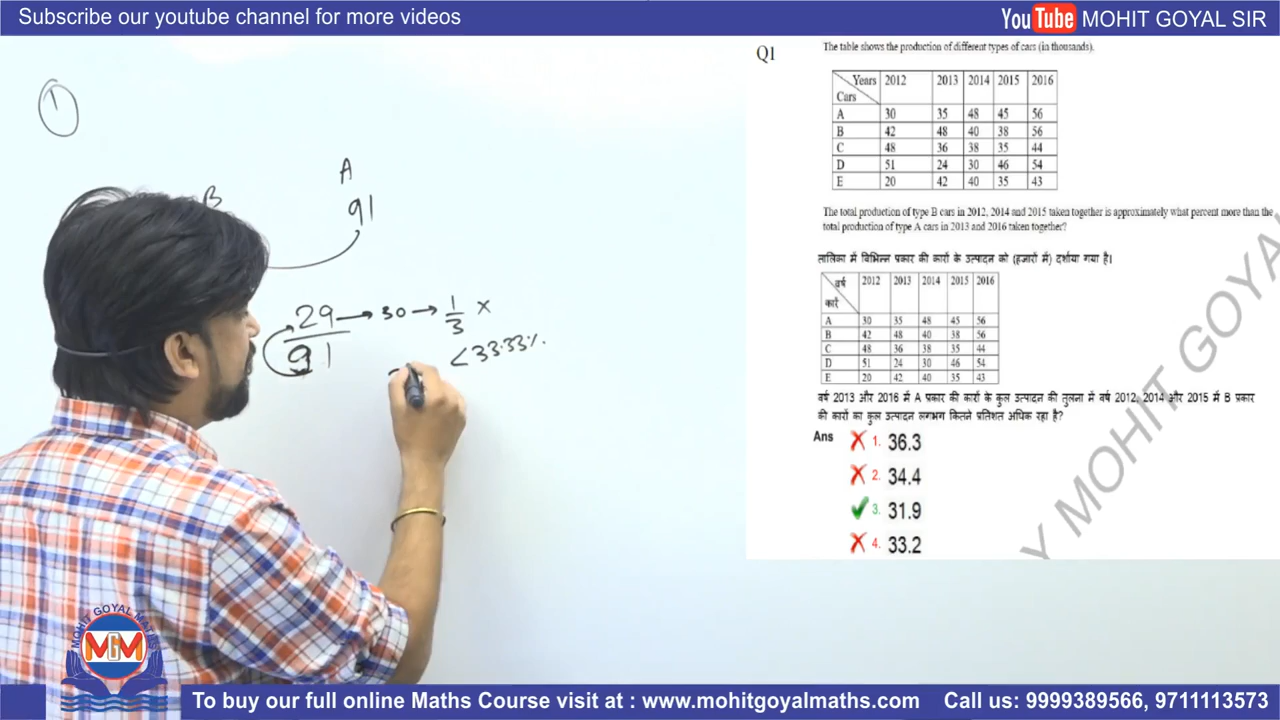 Subscribe our youtube channel for more videos
YouTube MOHIT GOYAL SIR
1
B
A
91
29 → 30 → 1/3 ×
91
<33.33%.
Q1
The table shows the production of different types of cars (in thousands).
Years 2012 2013 2014 2015 2016
Cars
A 30 35 48 45 56
B 42 48 40 38 56
C 48 36 38 35 44
D 51 24 30 46 54
E 20 42 40 35 43
The total production of type B cars in 2012, 2014 and 2015 taken together is approximately what percent more than the
total production of type A cars in 2013 and 2016 taken together?
तालिका में विभिन्न प्रकार की कारों के उत्पादन को (हजारों में) दर्शाया गया है।
वर्ष 2012 2013 2014 2015 2016
कारें
A 30 35 48 45 56
B 42 48 40 38 56
C 48 36 38 35 44
D 51 24 30 46 54
E 20 42 40 35 43
वर्ष 2013 और 2016 में A प्रकार की कारों के कुल उत्पादन की तुलना में वर्ष 2012, 2014 और 2015 में B प्रकार
की कारों का कुल उत्पादन लगभग कितने प्रतिशत अधिक रहा है?
Ans
1. 36.3
2. 34.4
3. 31.9
4. 33.2
Y MOHIT GOYA
MOHIT GOYAL MATHS
MGM
To buy our full online Maths Course visit at : www.mohitgoyalmaths.com Call us: 9999389566, 9711113573